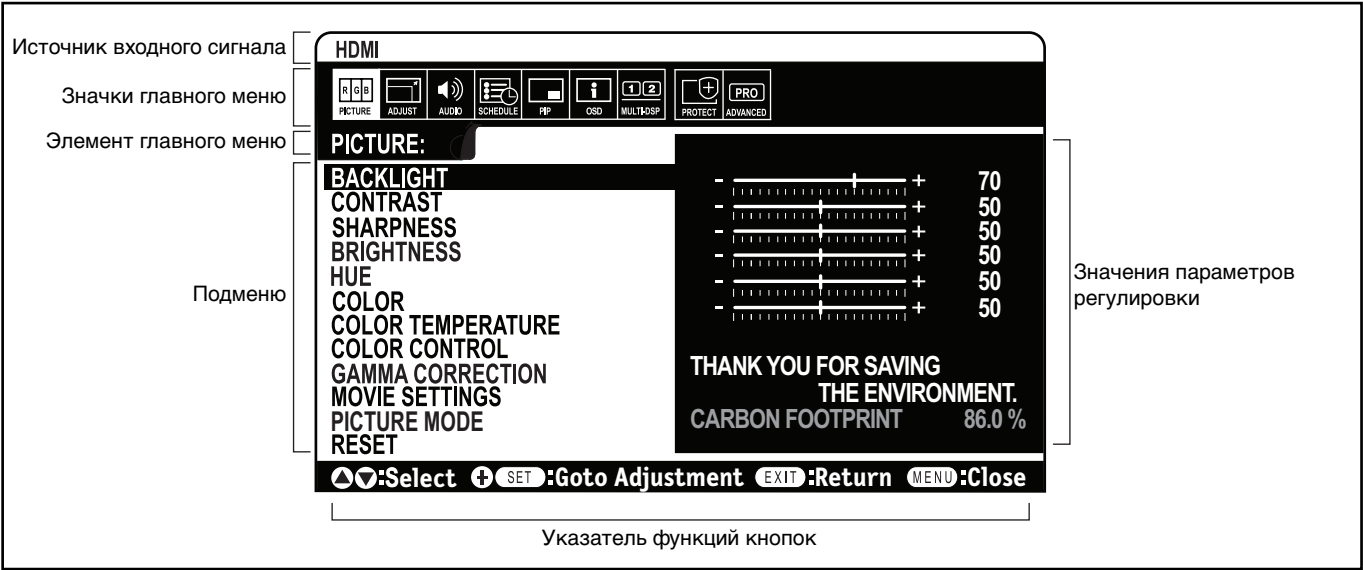 Источник входного сигнала
HDMI
Значки главного меню
R G B
1 2
PRO
PICTURE ADJUST AUDIO SCHEDULE PIP OSD MULTI-DSP PROTECT ADVANCED
Элемент главного меню
PICTURE:
Подменю
BACKLIGHT - + 70
CONTRAST - + 50
SHARPNESS - + 50
BRIGHTNESS - + 50
HUE - + 50
COLOR - + 50
COLOR TEMPERATURE
COLOR CONTROL
GAMMA CORRECTION
MOVIE SETTINGS
PICTURE MODE
RESET
THANK YOU FOR SAVING
THE ENVIRONMENT.
CARBON FOOTPRINT 86.0 %
Значения параметров
регулировки
:Select + SET :Goto Adjustment EXIT :Return MENU :Close
Указатель функций кнопок